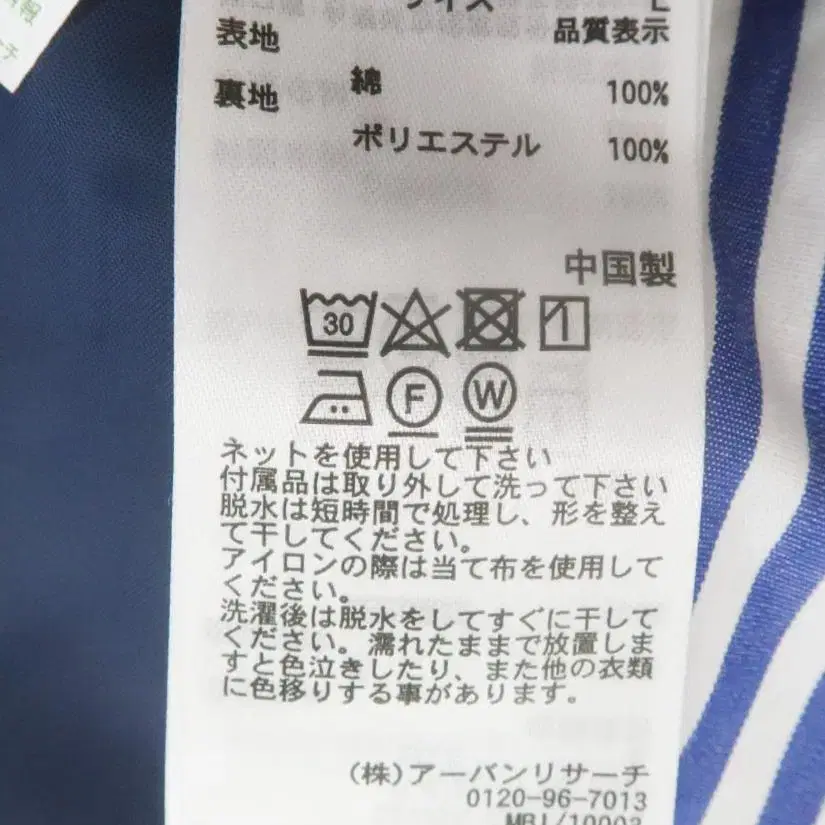 サイズ L
品質表示
表地
綿 100%
裏地
ポリエステル 100%
中国製
30
F W
ネットを使用して下さい
付属品は取り外して洗って下さい
脱水は短時間で処理し、形を整え
て干してください。
アイロンの際は当て布を使用して
ください。
洗濯後は脱水をしてすぐに干して
ください。濡れたままで放置しま
すと色泣きしたり、また他の衣類
に色移りする事があります。
(株)アーバンリサーチ
0120-96-7013
MBJ/10003